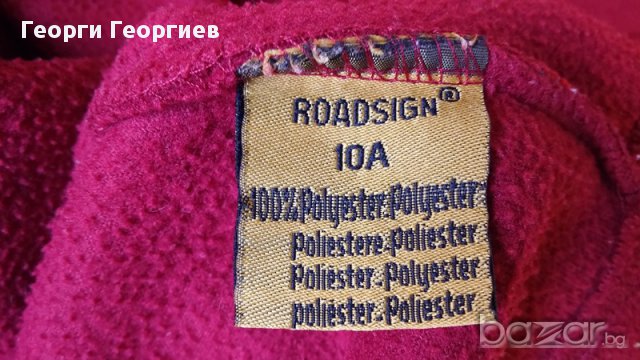 Георги Георгиев
ROADSIGN®
10A
100% Polyester·Polyester·
Poliestere·Poliester
Poliester·Polyester
poliester·Poliester
bazar.bg